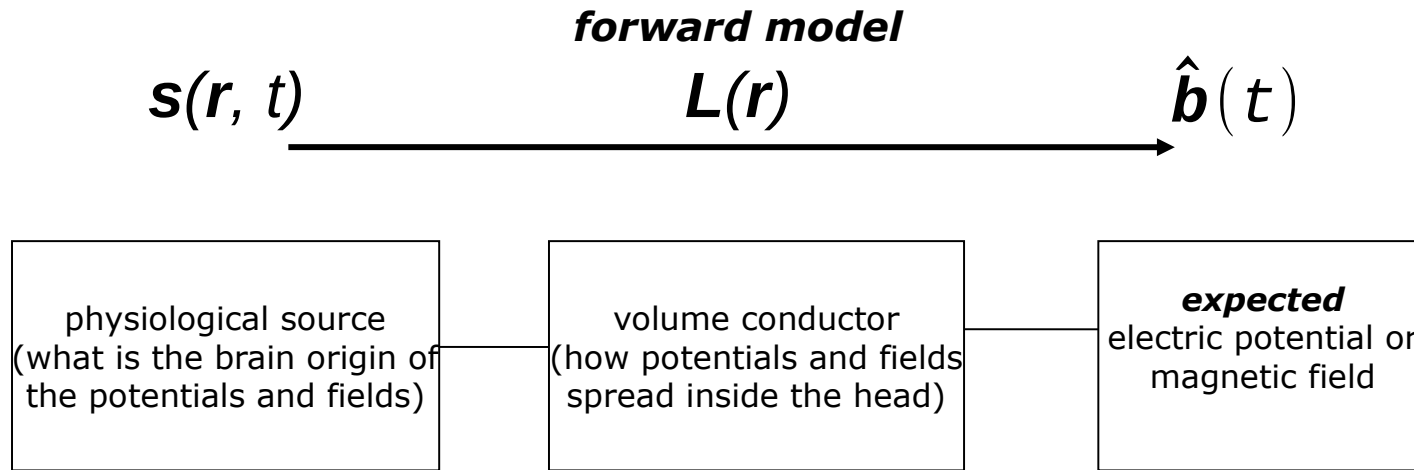 forward model
s(r, t) L(r) b̂(t)
physiological source
(what is the brain origin of
the potentials and fields)
volume conductor
(how potentials and fields
spread inside the head)
expected
electric potential or
magnetic field